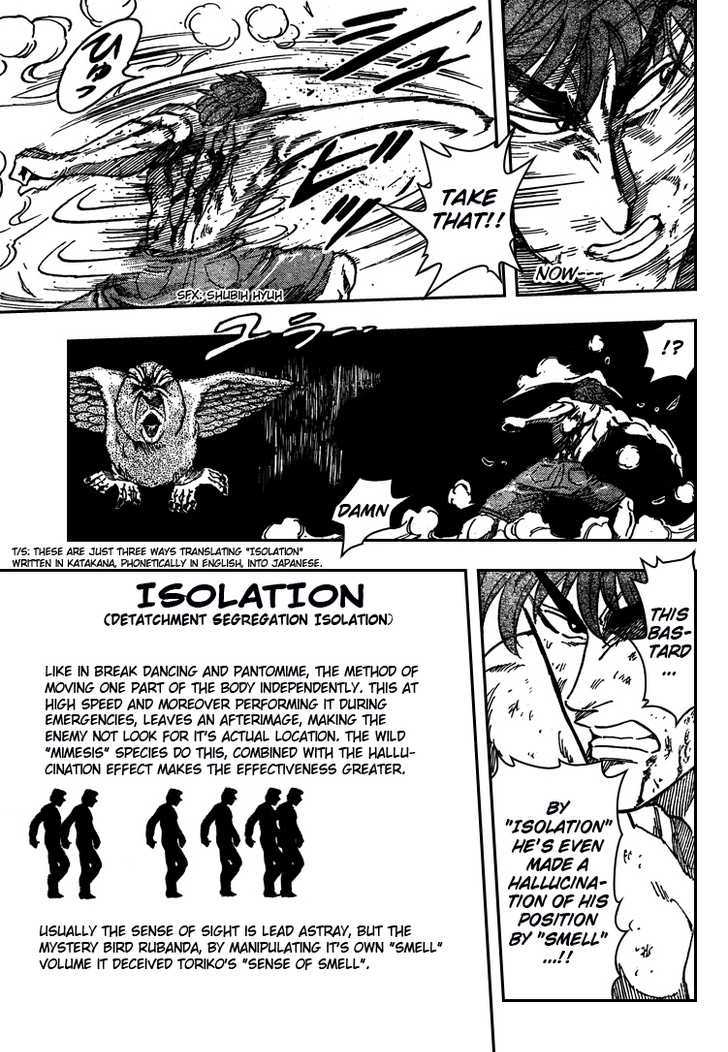 NOW---
TAKE
THAT!!
ひゅっ
ビビ
SFX: SHUBIH HYUH
!?
ユラ・・・
DAMN
T/S: THESE ARE JUST THREE WAYS TRANSLATING "ISOLATION"
WRITTEN IN KATAKANA, PHONETICALLY IN ENGLISH, INTO JAPANESE.
THIS
BAS-
TARD
...
BY
"ISOLATION"
HE'S EVEN
MADE A
HALLUCINA-
TION OF HIS
POSITION
BY "SMELL"
...!!
ISOLATION
(DETATCHMENT SEGREGATION ISOLATION)
LIKE IN BREAK DANCING AND PANTOMIME, THE METHOD OF
MOVING ONE PART OF THE BODY INDEPENDENTLY. THIS AT
HIGH SPEED AND MOREOVER PERFORMING IT DURING
EMERGENCIES, LEAVES AN AFTERIMAGE, MAKING THE
ENEMY NOT LOOK FOR IT'S ACTUAL LOCATION. THE WILD
"MIMESIS" SPECIES DO THIS, COMBINED WITH THE HALLU-
CINATION EFFECT MAKES THE EFFECTIVENESS GREATER.
USUALLY THE SENSE OF SIGHT IS LEAD ASTRAY, BUT THE
MYSTERY BIRD RUBANDA, BY MANIPULATING IT'S OWN "SMELL"
VOLUME IT DECEIVED TORIKO'S "SENSE OF SMELL".